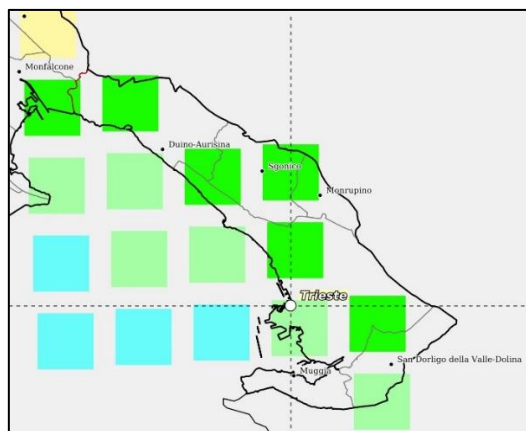 Monfalcone
Duino-Aurisina
Sgonico
Monrupino
Trieste
San Dorligo della Valle-Dolina
Muggia